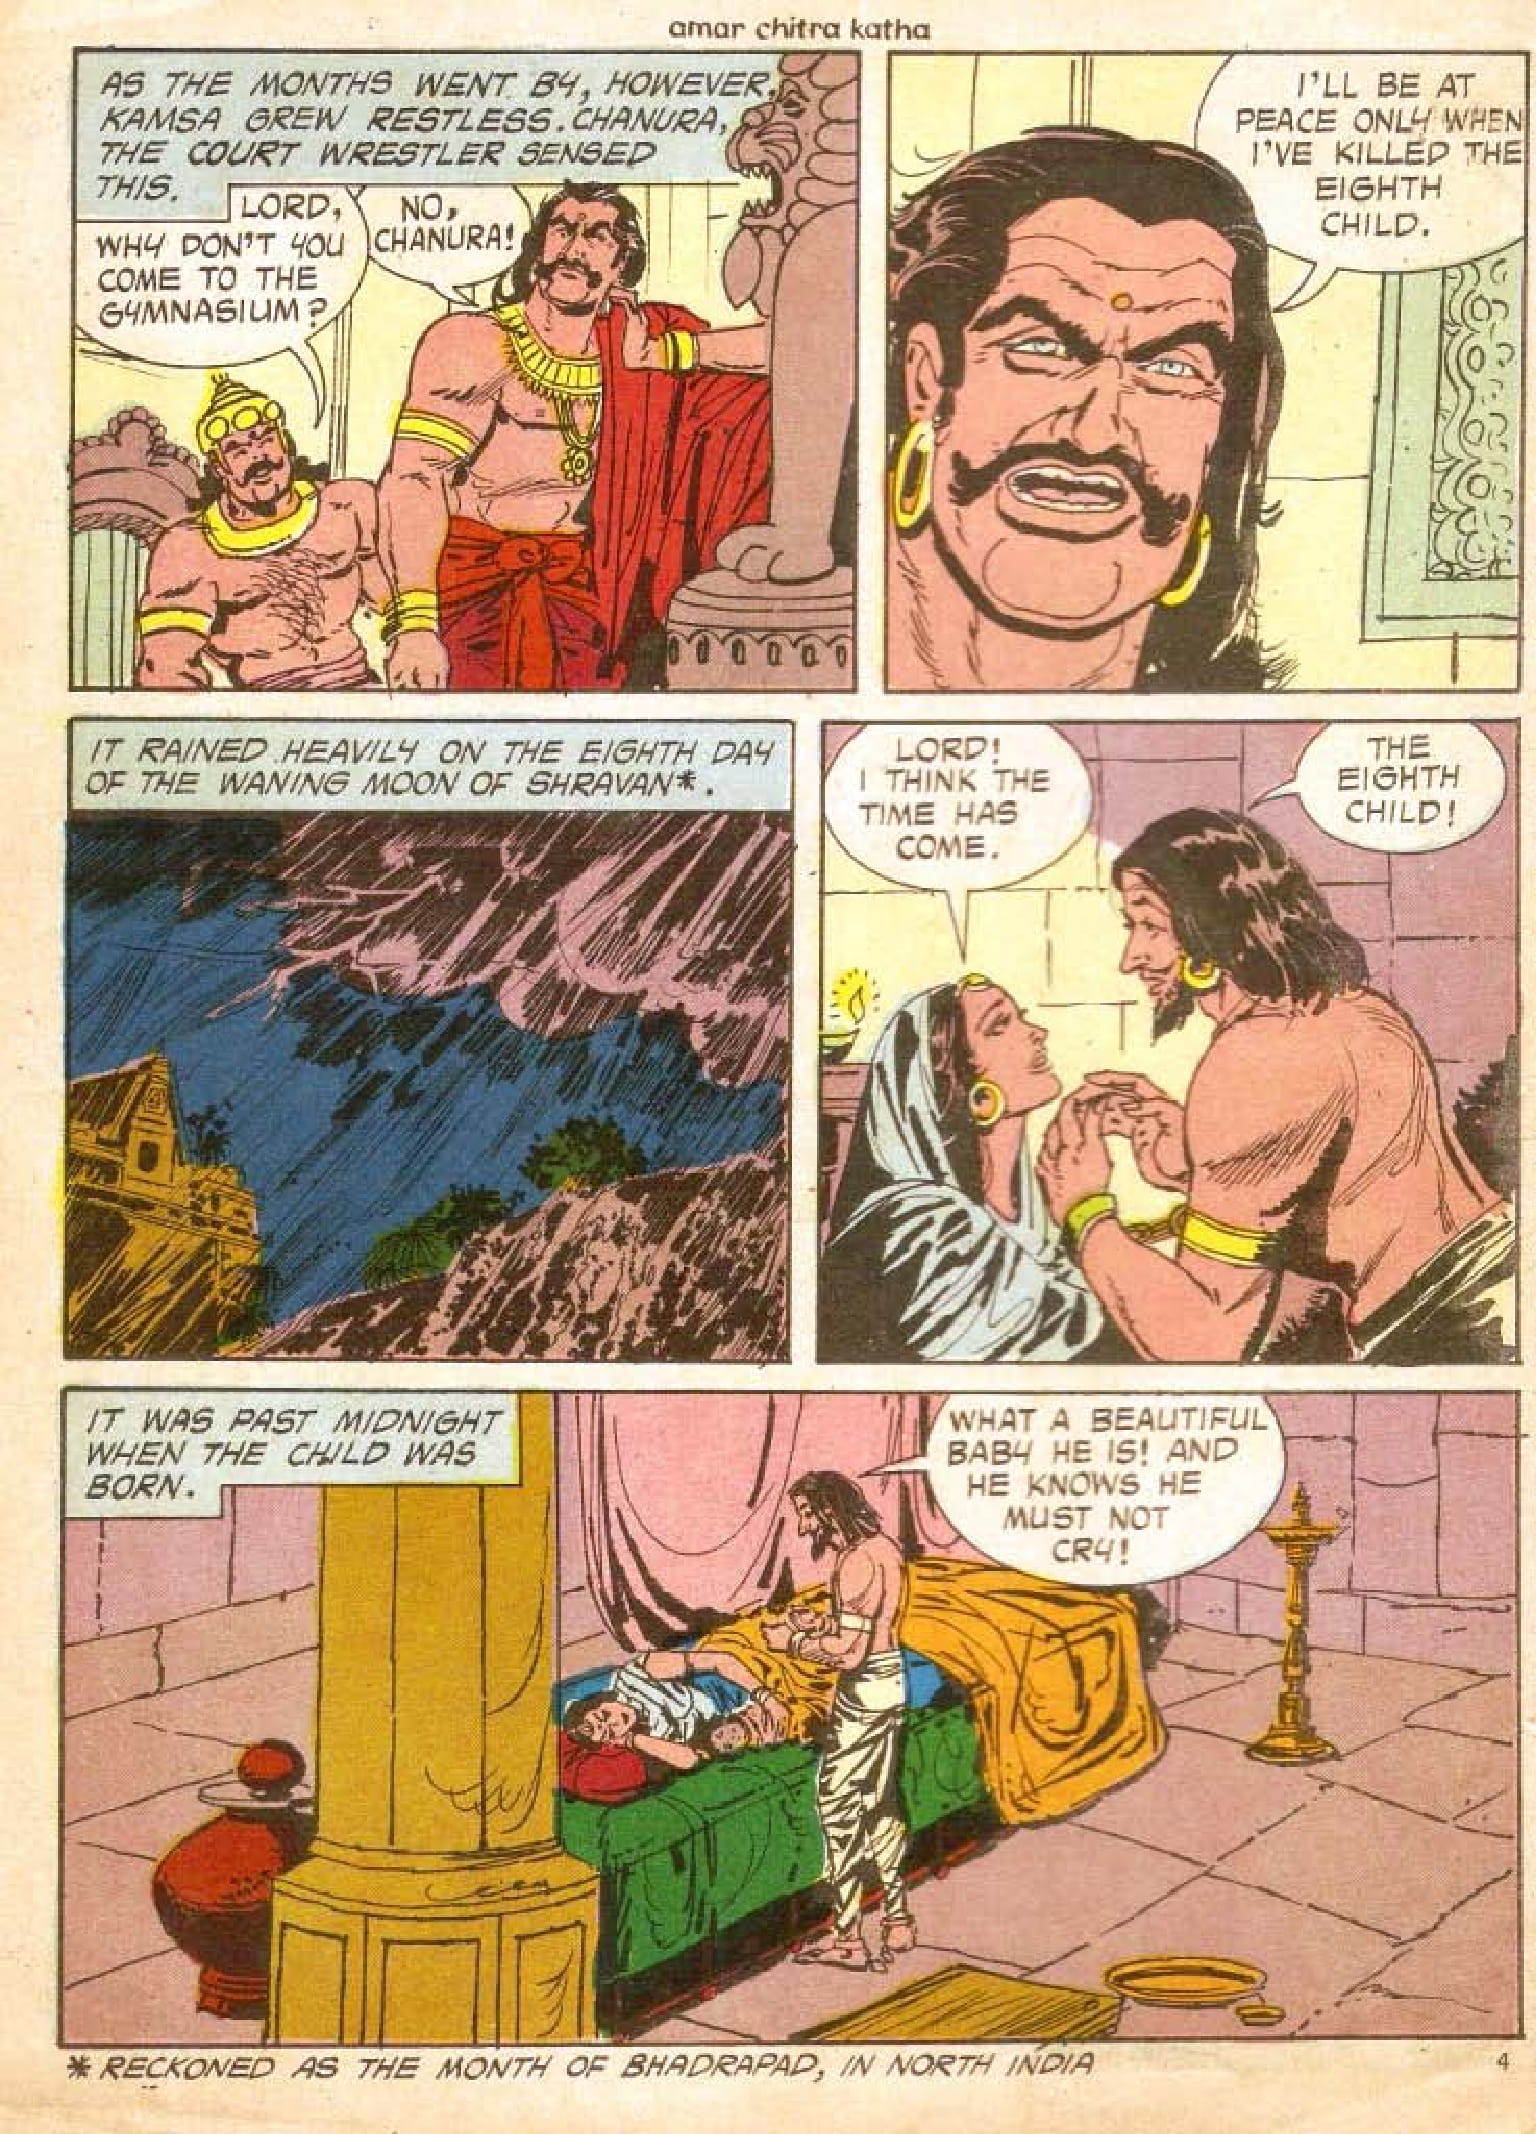 amar chitra katha
AS THE MONTHS WENT BY, HOWEVER,
KAMSA GREW RESTLESS. CHANURA,
THE COURT WRESTLER SENSED
THIS.
LORD,
WHY DON'T YOU
COME TO THE
GYMNASIUM?
NO,
CHANURA!
I'LL BE AT
PEACE ONLY WHEN
I'VE KILLED THE
EIGHTH
CHILD.
IT RAINED HEAVILY ON THE EIGHTH DAY
OF THE WANING MOON OF SHRAVAN*.
LORD!
I THINK THE
TIME HAS
COME.
THE
EIGHTH
CHILD!
IT WAS PAST MIDNIGHT
WHEN THE CHILD WAS
BORN.
WHAT A BEAUTIFUL
BABY HE IS! AND
HE KNOWS HE
MUST NOT
CRY!
* RECKONED AS THE MONTH OF BHADRAPAD, IN NORTH INDIA
4